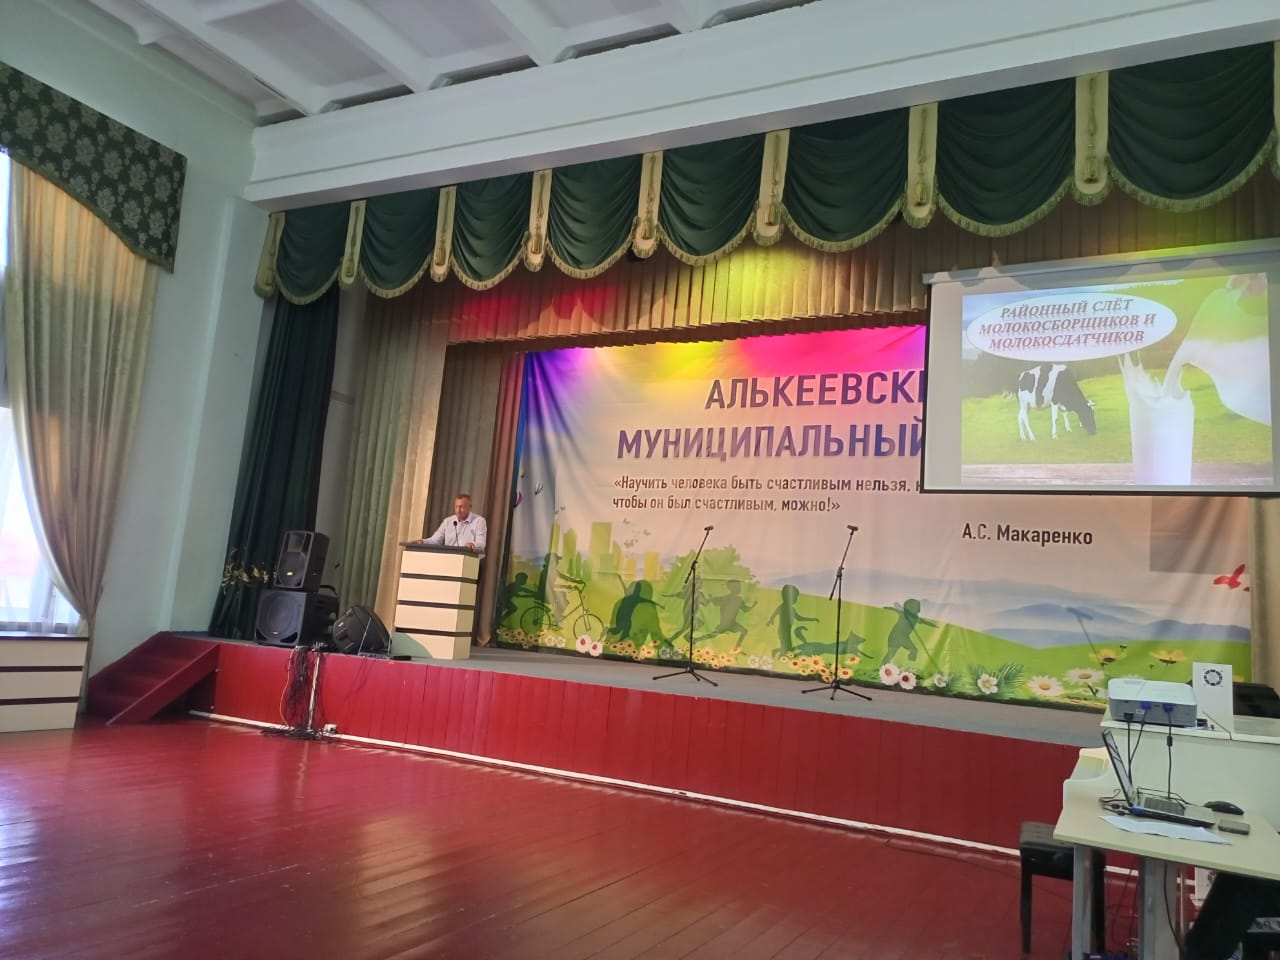 РАЙОННЫЙ СЛЁТ
МОЛОКОСБОРЩИКОВ И
МОЛОКОСДАТЧИКОВ
АЛЬКЕЕВСК
МУНИЦИПАЛЬНЫЙ
«Научить человека быть счастливым нельзя,
чтобы он был счастливым, можно!»
А.С. Макаренко